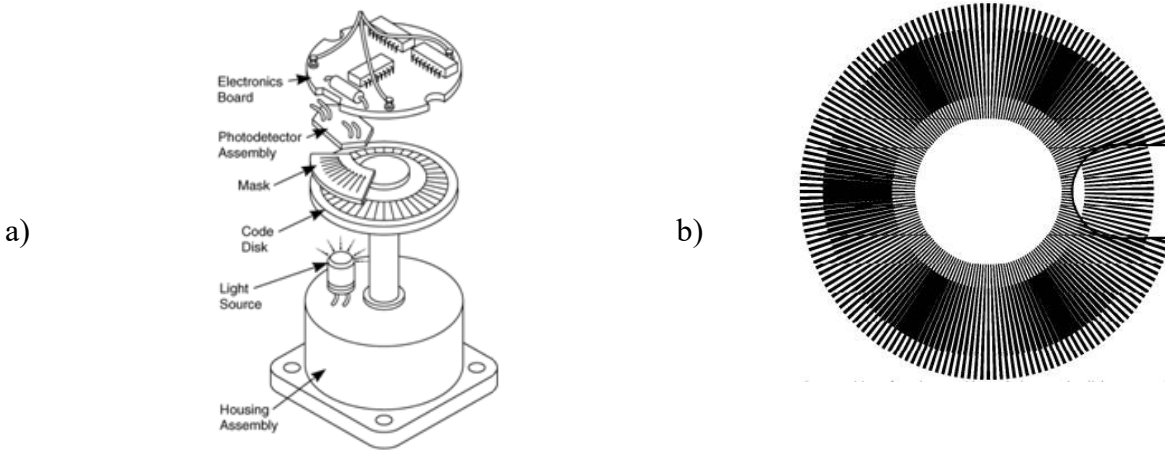 Electronics
Board
Photodetector
Assembly
Mask
a)
b)
Code
Disk
Light
Source
Housing
Assembly